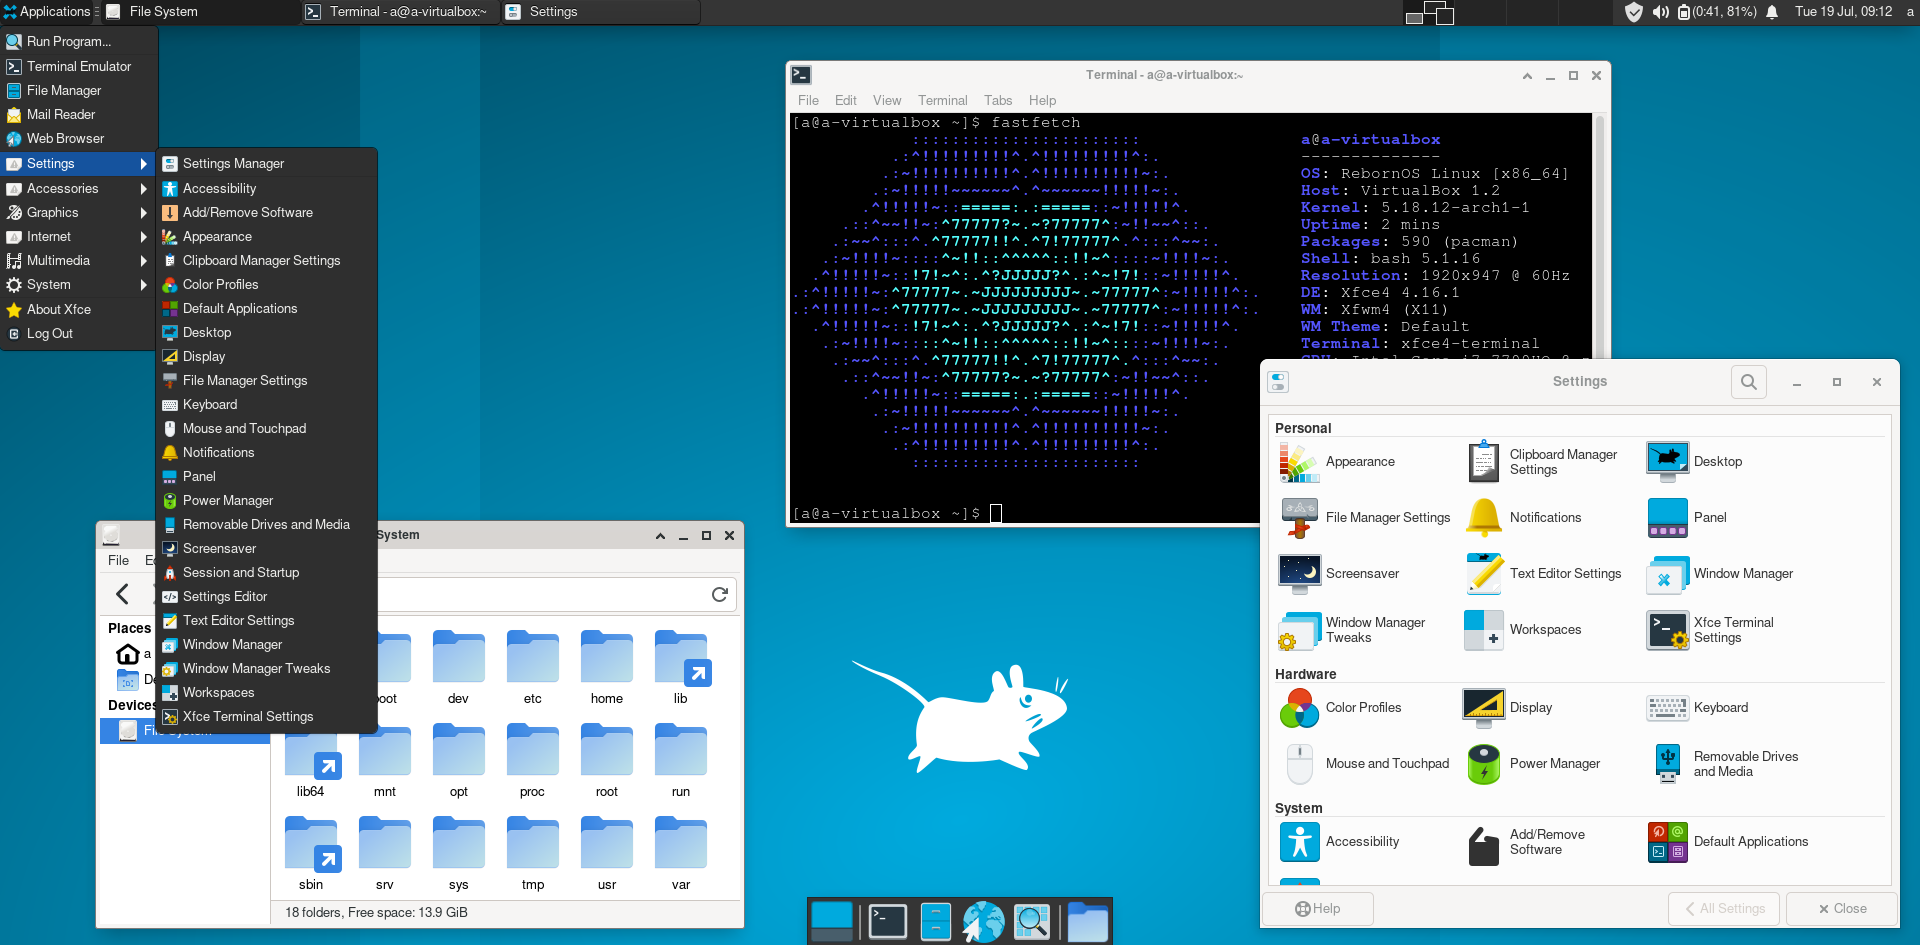 Applications
File System
Terminal - a@a-virtualbox:~
Settings
(0:41, 81%)
Tue 19 Jul, 09:12
a
Run Program...
Terminal Emulator
File Manager
Mail Reader
Web Browser
Settings
Accessories
Graphics
Internet
Multimedia
System
About Xfce
Log Out
Settings Manager
Accessibility
Add/Remove Software
Appearance
Clipboard Manager Settings
Color Profiles
Default Applications
Desktop
Display
File Manager Settings
Keyboard
Mouse and Touchpad
Notifications
Panel
Power Manager
Removable Drives and Media
Screensaver
Session and Startup
Settings Editor
Text Editor Settings
Window Manager
Window Manager Tweaks
Workspaces
Xfce Terminal Settings
Terminal - a@a-virtualbox:~
File Edit View Terminal Tabs Help
[a@a-virtualbox ~]$ fastfetch
a@a-virtualbox
--------------
OS: RebornOS Linux [x86_64]
Host: VirtualBox 1.2
Kernel: 5.18.12-arch1-1
Uptime: 2 mins
Packages: 590 (pacman)
Shell: bash 5.1.16
Resolution: 1920x947 @ 60Hz
DE: Xfce4 4.16.1
WM: Xfwm4 (X11)
WM Theme: Default
Terminal: xfce4-terminal
[a@a-virtualbox ~]$
System
File
Places
a
Devices
File System
boot dev etc home lib
lib64 mnt opt proc root run
sbin srv sys tmp usr var
18 folders, Free space: 13.9 GiB
Settings
Personal
Appearance
Clipboard Manager
Settings
Desktop
File Manager Settings
Notifications
Panel
Screensaver
Text Editor Settings
Window Manager
Window Manager
Tweaks
Workspaces
Xfce Terminal
Settings
Hardware
Color Profiles
Display
Keyboard
Mouse and Touchpad
Power Manager
Removable Drives
and Media
System
Accessibility
Add/Remove
Software
Default Applications
Help
All Settings
Close